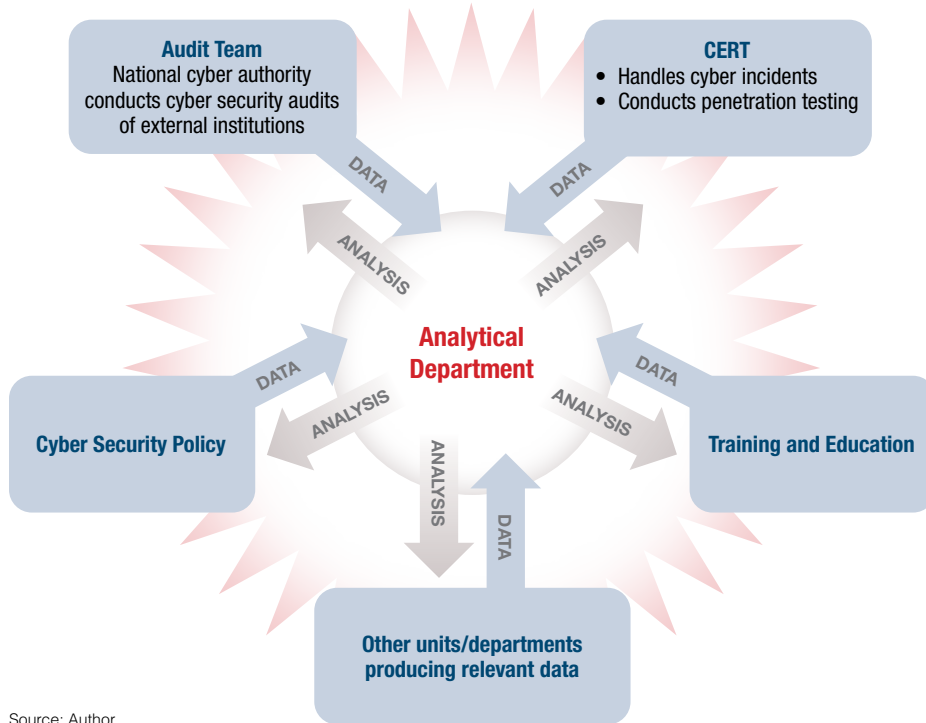 Audit Team
National cyber authority
conducts cyber security audits
of external institutions
CERT
• Handles cyber incidents
• Conducts penetration testing
DATA
DATA
ANALYSIS
ANALYSIS
Analytical
Department
DATA
DATA
ANALYSIS
ANALYSIS
Cyber Security Policy
Training and Education
ANALYSIS
DATA
Other units/departments
producing relevant data
Source: Author